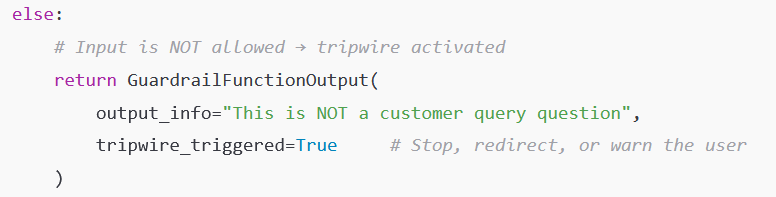 else:
    # Input is NOT allowed → tripwire activated
    return GuardrailFunctionOutput(
        output_info="This is NOT a customer query question",
        tripwire_triggered=True     # Stop, redirect, or warn the user
    )